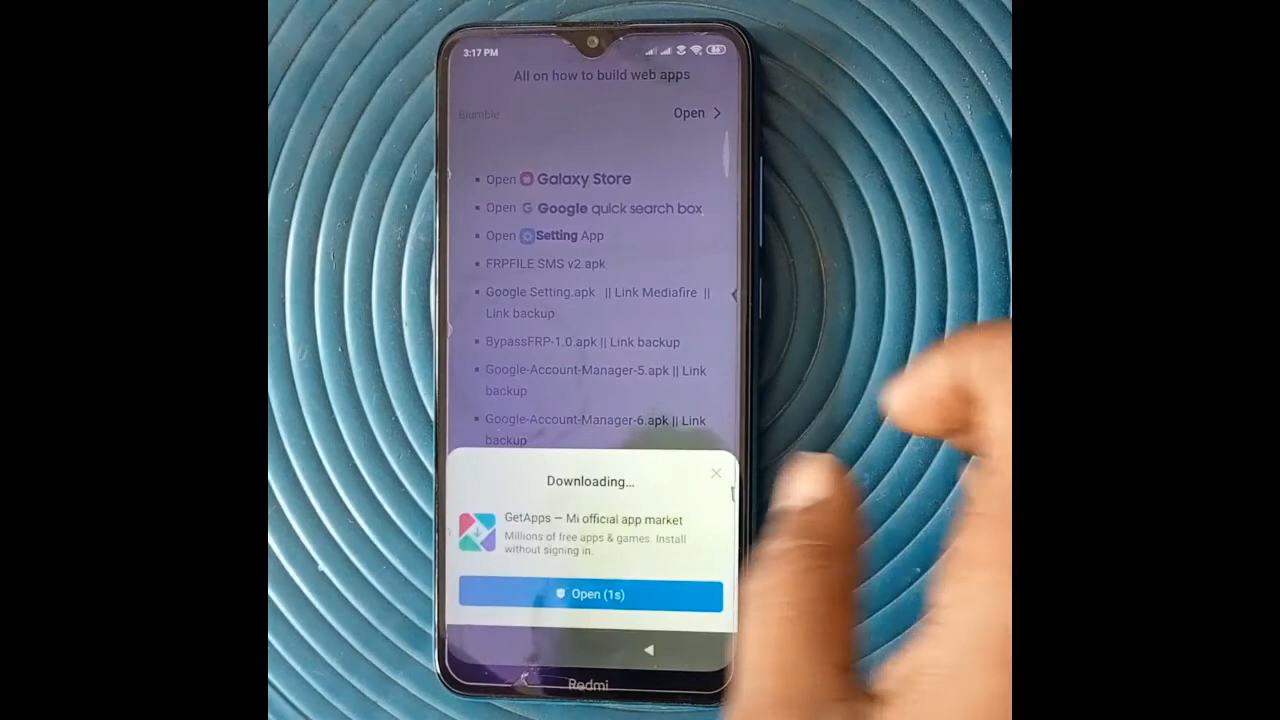 3:17 PM
86
All on how to build web apps
Blumble
Open
Open Galaxy Store
Open Google quick search box
Open Setting App
FRPFILE SMS v2.apk
Google Setting.apk || Link Mediafire ||
Link backup
BypassFRP-1.0.apk || Link backup
Google-Account-Manager-5.apk || Link
backup
Google-Account-Manager-6.apk || Link
backup
Downloading...
GetApps – Mi official app market
Millions of free apps & games. Install
without signing in.
Open (1s)
Redmi